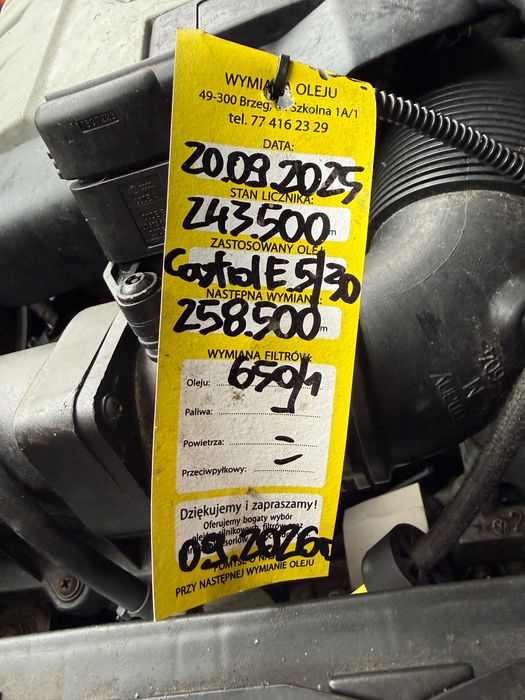 WYMIANA OLEJU
49-300 Brzeg, Szkolna 1A/1
tel. 77 416 23 29
DATA:
20.09.2025
STAN LICZNIKA:
243.500
ZASTOSOWANY OLEJ
Castrol E.5/30
NASTĘPNA WYMIANA:
258.500
WYMIANA FILTRÓW:
Oleju: 650/1
Paliwa: -
Powietrza: -
Przeciwpyłkowy: -
Dziękujemy i zapraszamy!
Oferujemy bogaty wybór
09.2026
PRZY NASTĘPNEJ WYMIANIE OLEJU